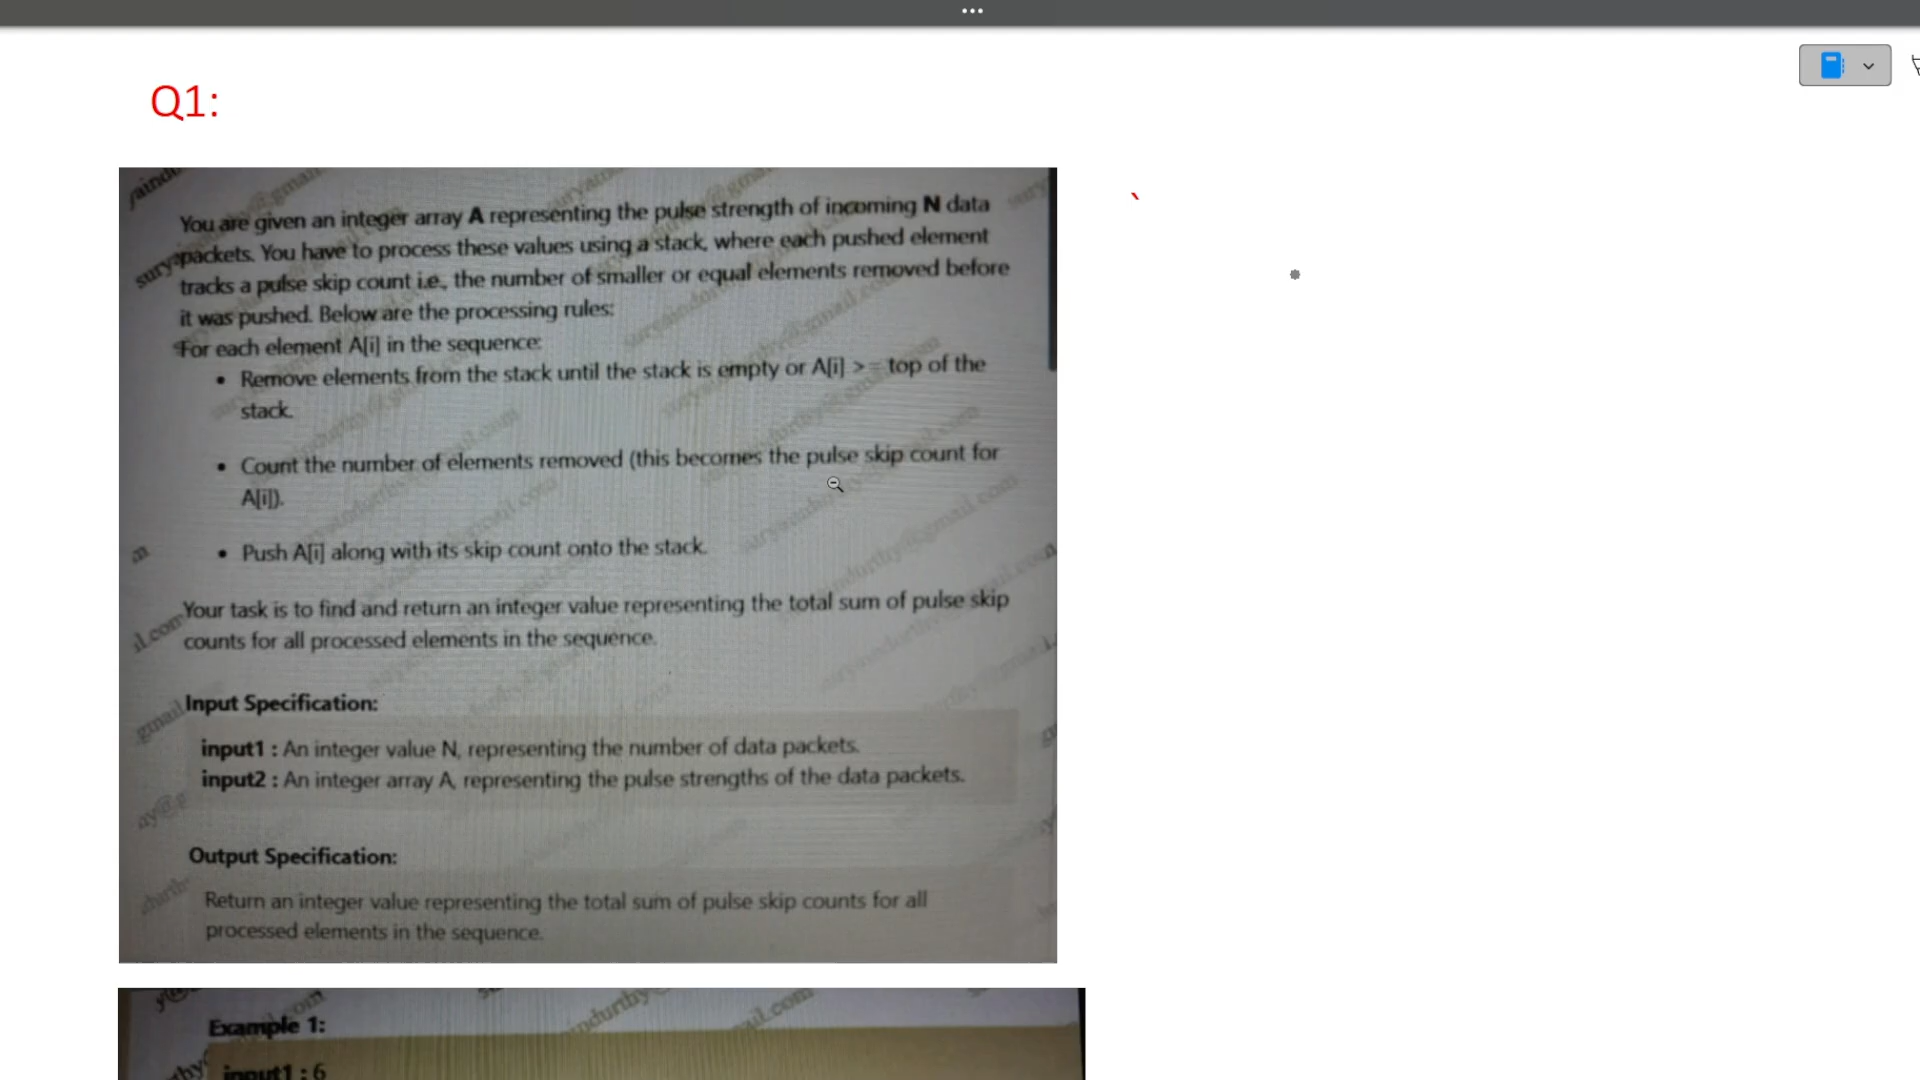 Q1:
You are given an integer array A representing the pulse strength of incoming N data
packets. You have to process these values using a stack, where each pushed element
tracks a pulse skip count i.e., the number of smaller or equal elements removed before
it was pushed. Below are the processing rules:
For each element A[i] in the sequence:
• Remove elements from the stack until the stack is empty or A[i] >= top of the
stack.
• Count the number of elements removed (this becomes the pulse skip count for
A[i]).
• Push A[i] along with its skip count onto the stack.
Your task is to find and return an integer value representing the total sum of pulse skip
counts for all processed elements in the sequence.
Input Specification:
input1 : An integer value N, representing the number of data packets.
input2 : An integer array A, representing the pulse strengths of the data packets.
Output Specification:
Return an integer value representing the total sum of pulse skip counts for all
processed elements in the sequence.
Example 1:
input1 : 6